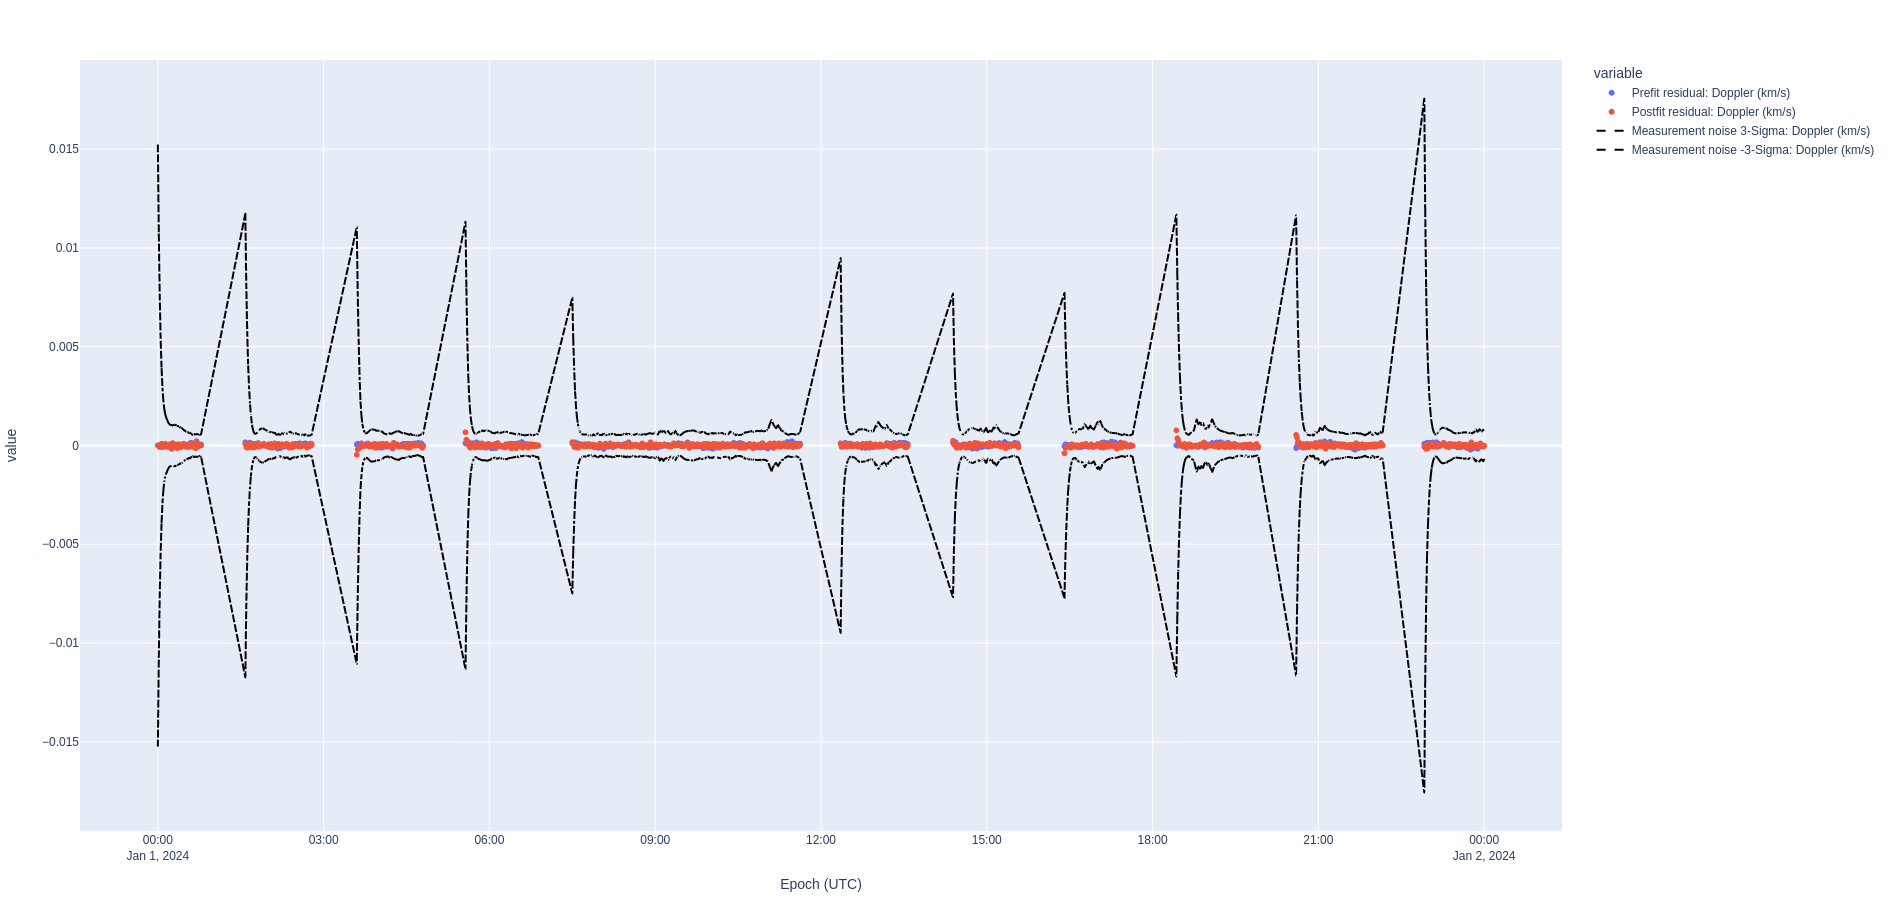 variable
Prefit residual: Doppler (km/s)
Postfit residual: Doppler (km/s)
Measurement noise 3-Sigma: Doppler (km/s)
Measurement noise -3-Sigma: Doppler (km/s)
value
0.015
0.01
0.005
0
−0.005
−0.01
−0.015
00:00
Jan 1, 2024
03:00
06:00
09:00
12:00
15:00
18:00
21:00
00:00
Jan 2, 2024
Epoch (UTC)